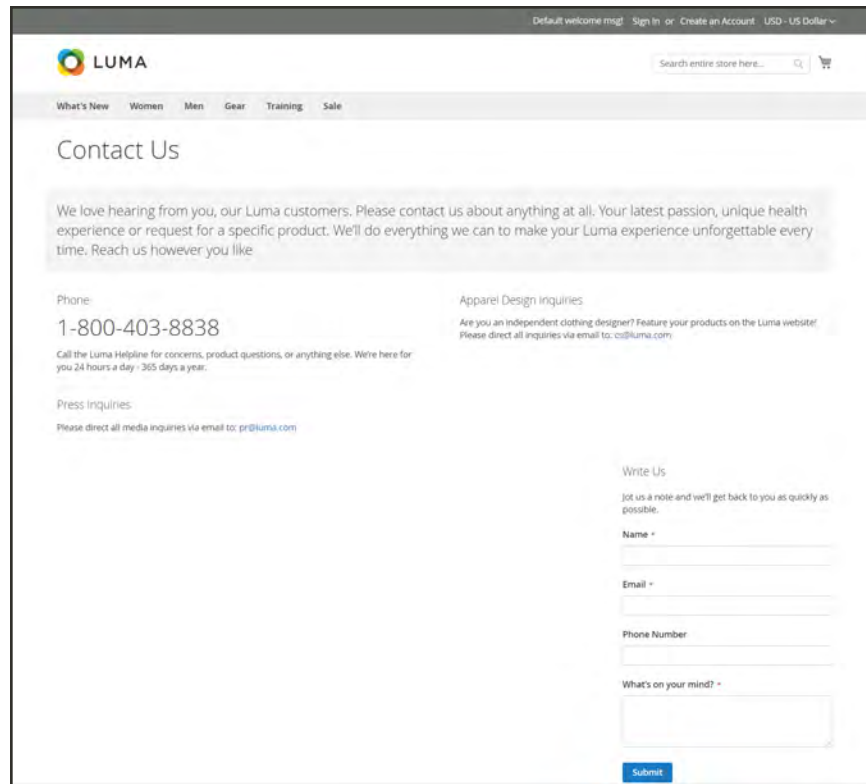 Default welcome msg! Sign In or Create an Account USD - US Dollar
LUMA
Search entire store here...
What's New Women Men Gear Training Sale
Contact Us
We love hearing from you, our Luma customers. Please contact us about anything at all. Your latest passion, unique health
experience or request for a specific product. We'll do everything we can to make your Luma experience unforgettable every
time. Reach us however you like
Phone
1-800-403-8838
Call the Luma Helpline for concerns, product questions, or anything else. We're here for
you 24 hours a day - 365 days a year.
Press Inquiries
Please direct all media inquiries via email to: pr@luma.com
Apparel Design Inquiries
Are you an independent clothing designer? Feature your products on the Luma website!
Please direct all inquiries via email to: cs@luma.com
Write Us
Jot us a note and we'll get back to you as quickly as
possible.
Name *
Email *
Phone Number
What's on your mind? *
Submit